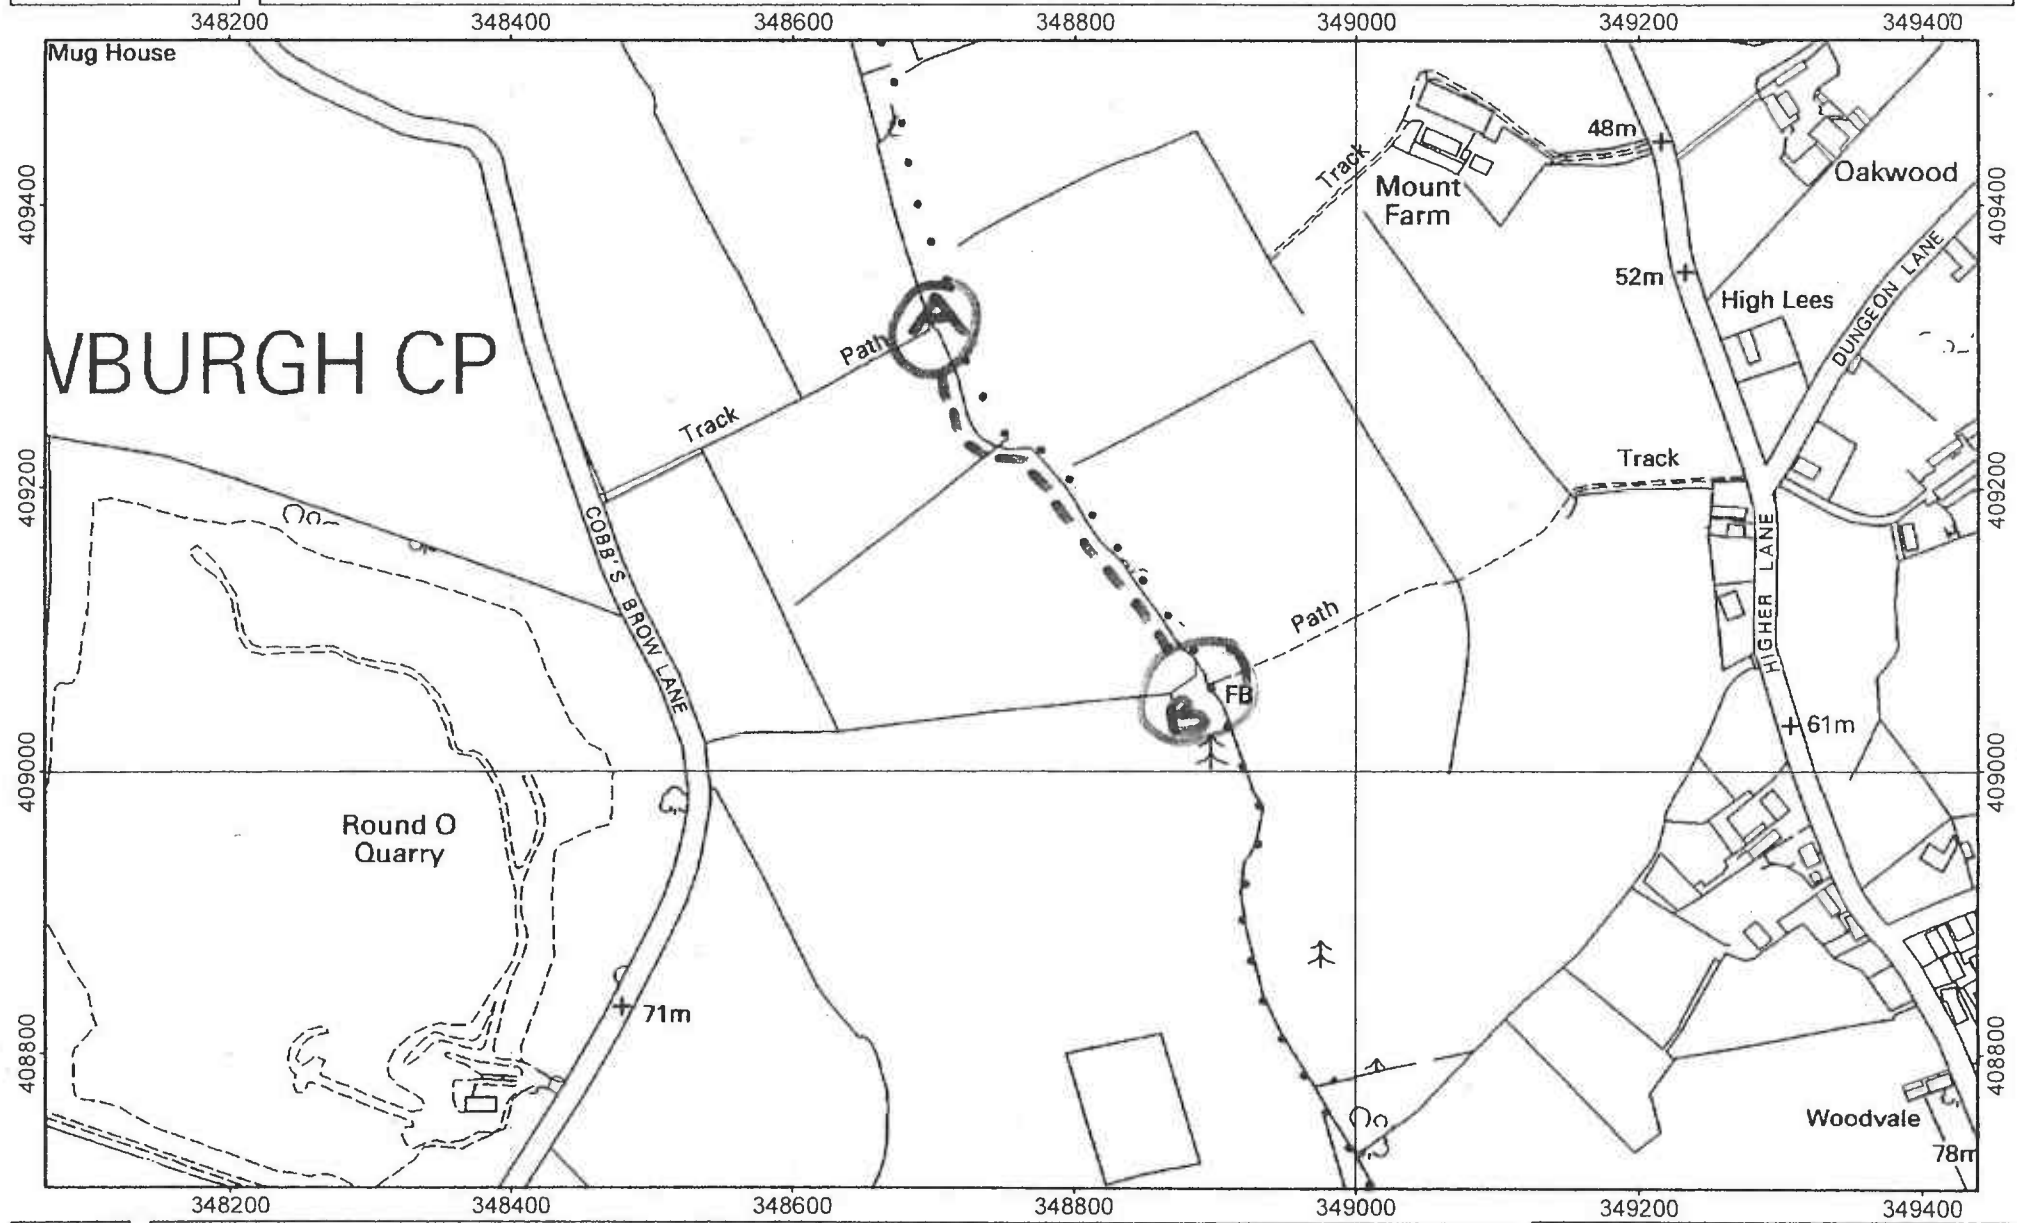 348200 348400 348600 348800 349000 349200 349400
Mug House
48m
Oakwood
Track
Mount
Farm
409400
409400
52m
High Lees
DUNGEON LANE
A
Path
VBURGH CP
Track
Track
409200
409200
COBB'S BROW LANE
HIGHER LANE
Path
FB
B
61m
409000
409000
Round O
Quarry
71m
408800
408800
Woodvale
78m
348200 348400 348600 348800 349000 349200 349400